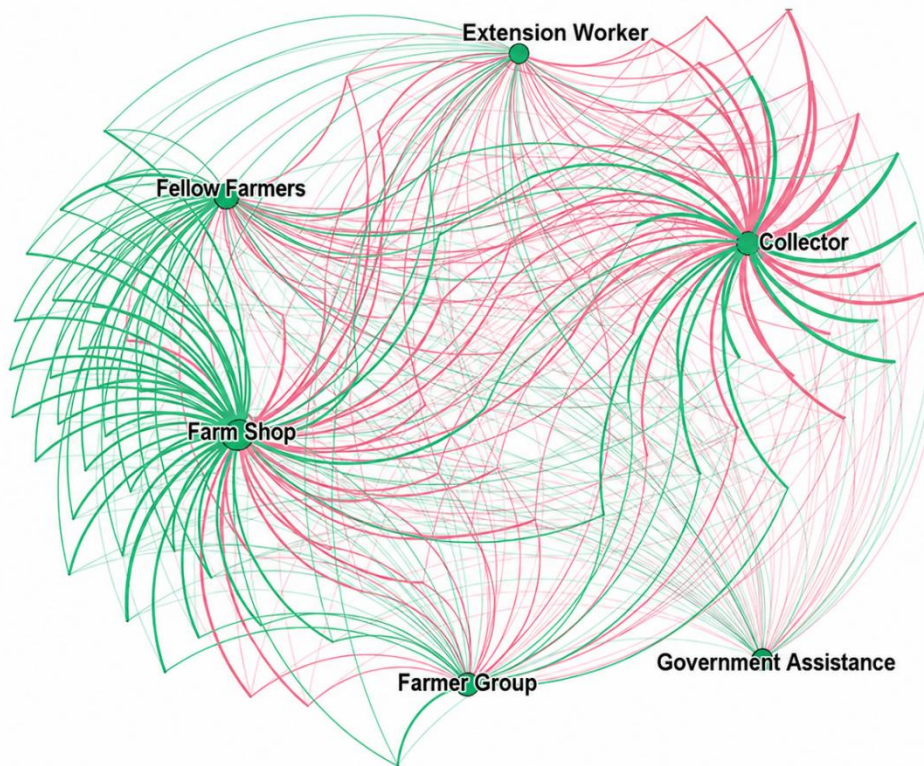 Extension Worker
Fellow Farmers
Collector
Farm Shop
Government Assistance
Farmer Group